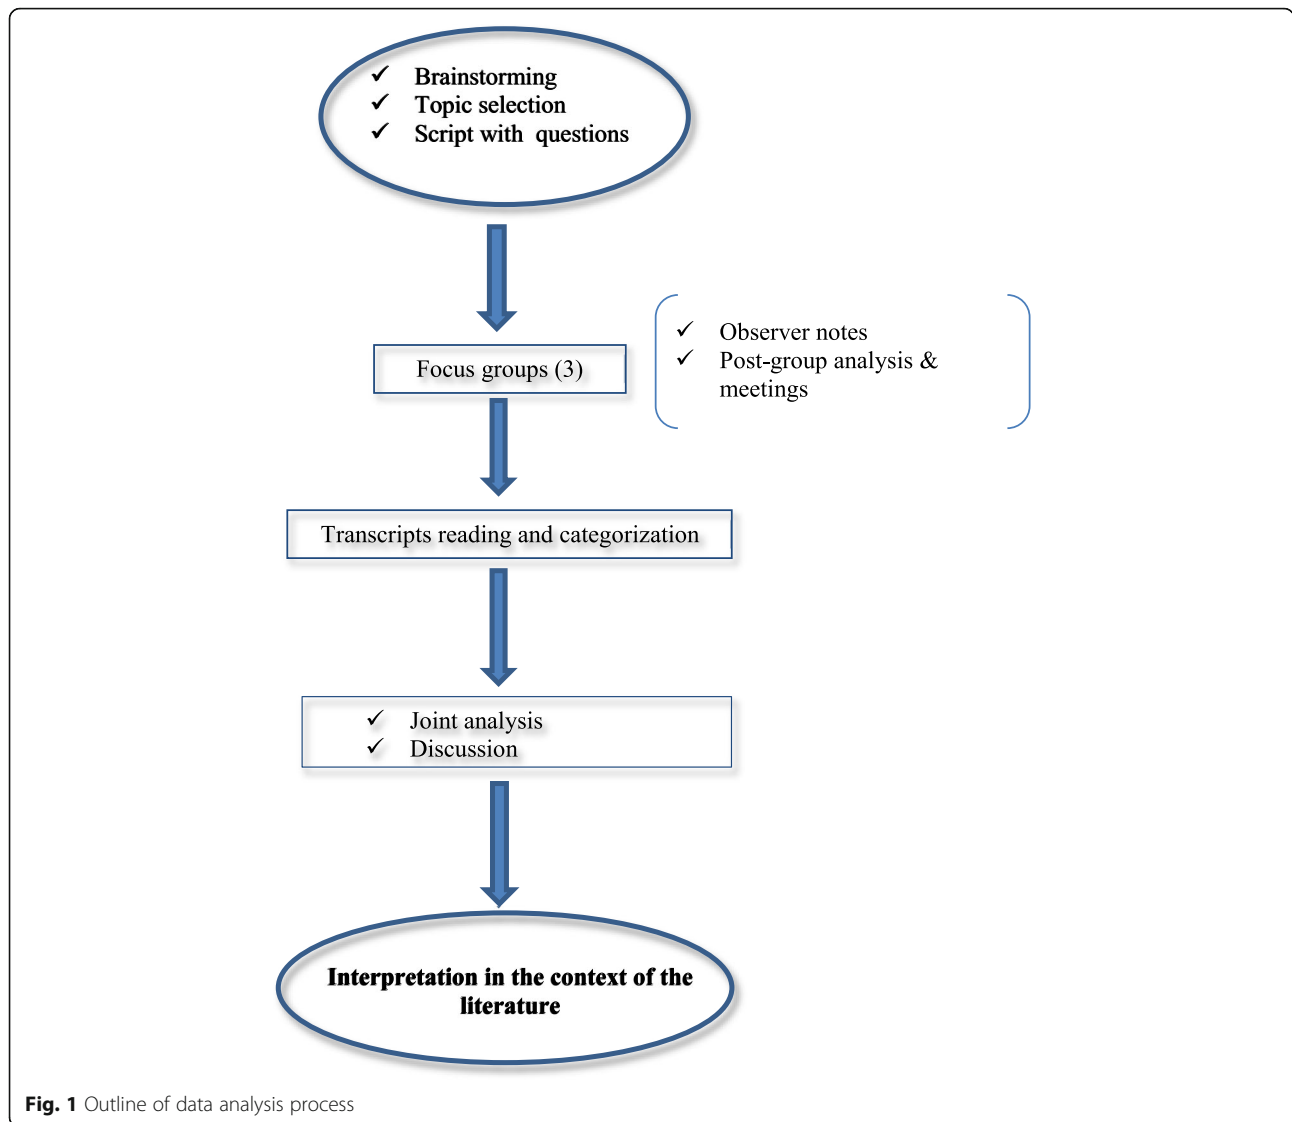 ✓ Brainstorming
✓ Topic selection
✓ Script with questions
Focus groups (3)
✓ Observer notes
✓ Post-group analysis &
meetings
Transcripts reading and categorization
✓ Joint analysis
✓ Discussion
Interpretation in the context of the
literature
Fig. 1 Outline of data analysis process